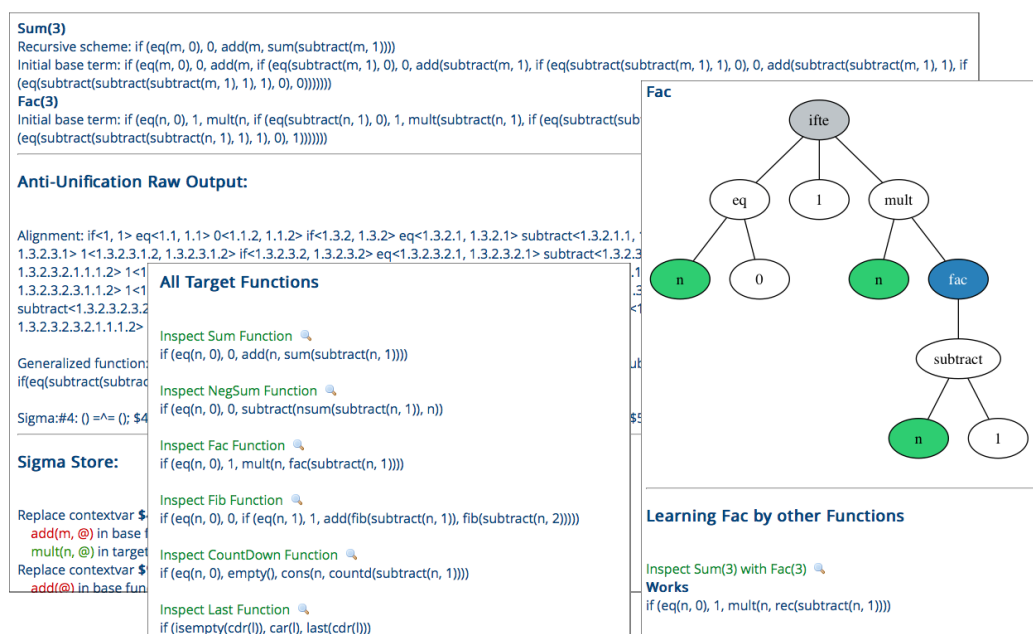 Sum(3)
Recursive scheme: if (eq(m, 0), 0, add(m, sum(subtract(m, 1))))
Initial base term: if (eq(m, 0), 0, add(m, if (eq(subtract(m, 1), 0), 0, add(subtract(m, 1), if (eq(subtract(subtract(m, 1), 1), 0), 0, add(subtract(subtract(m, 1), 1), if
(eq(subtract(subtract(subtract(m, 1), 1), 1), 0), 0)))))))
Fac(3)
Initial base term: if (eq(n, 0), 1, mult(n, if (eq(subtract(n, 1), 0), 1, mult(subtract(n, 1), if (eq(subtract(sub
(eq(subtract(subtract(subtract(n, 1), 1), 1), 0), 1)))))))
Anti-Unification Raw Output:
Alignment: if<1, 1> eq<1.1, 1.1> 0<1.1.2, 1.1.2> if<1.3.2, 1.3.2> eq<1.3.2.1, 1.3.2.1> subtract<1.3.2.1.1,
1.3.2.3.1> 1<1.3.2.3.1.2, 1.3.2.3.1.2> if<1.3.2.3.2, 1.3.2.3.2> eq<1.3.2.3.2.1, 1.3.2.3.2.1> subtract<1.3.2.3
1.3.2.3.2.1.1.1.2> 1<1
1.3.2.3.2.3.1.1.2> 1<1
subtract<1.3.2.3.2.3.2
1.3.2.3.2.3.2.1.1.1.2>
Generalized function:
if(eq(subtract(subtrac
Sigma:#4: () =^= (); $4
Sigma Store:
Replace contextvar $
add(m, @) in base f
mult(n, @) in target
Replace contextvar $
add(@) in base fun
All Target Functions
Inspect Sum Function
if (eq(n, 0), 0, add(n, sum(subtract(n, 1))))
Inspect NegSum Function
if (eq(n, 0), 0, subtract(nsum(subtract(n, 1)), n))
Inspect Fac Function
if (eq(n, 0), 1, mult(n, fac(subtract(n, 1))))
Inspect Fib Function
if (eq(n, 0), 0, if (eq(n, 1), 1, add(fib(subtract(n, 1)), fib(subtract(n, 2)))))
Inspect CountDown Function
if (eq(n, 0), empty(), cons(n, countd(subtract(n, 1))))
Inspect Last Function
if (isempty(cdr(l)), car(l), last(cdr(l)))
Fac
ifte
eq 1 mult
n 0 n fac
subtract
n 1
Learning Fac by other Functions
Inspect Sum(3) with Fac(3)
Works
if (eq(n, 0), 1, mult(n, rec(subtract(n, 1))))